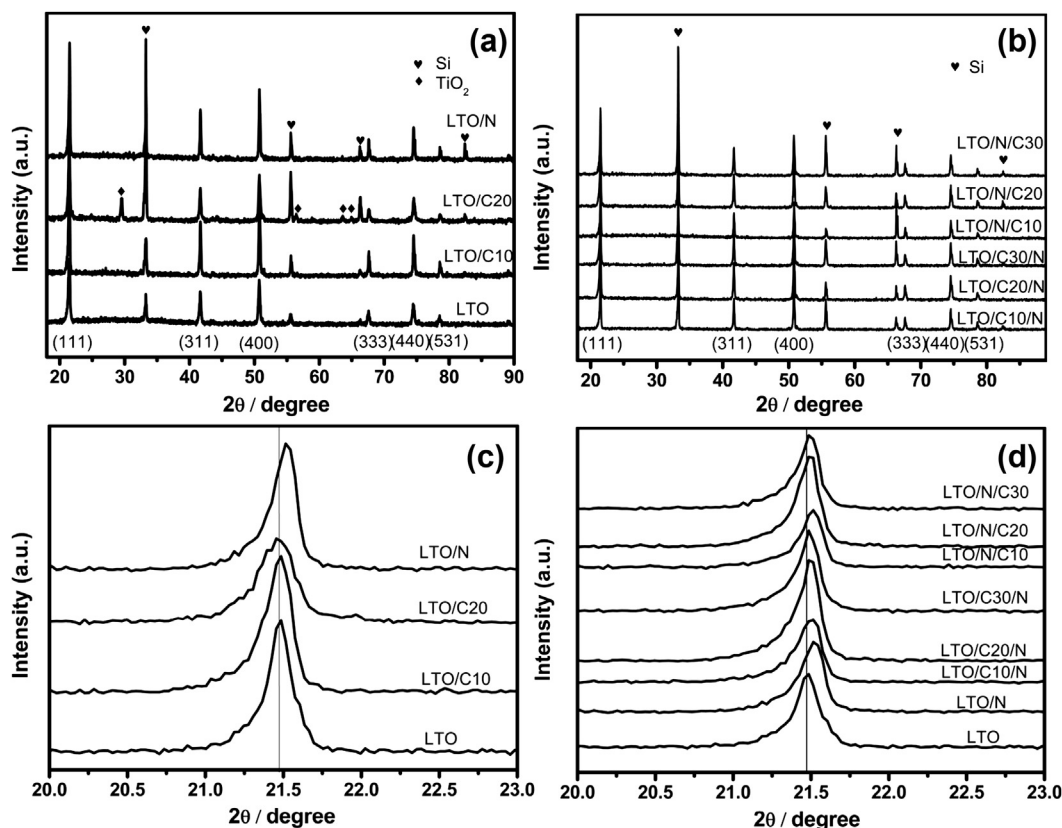 (a)
♥ Si
♦ TiO2
LTO/N
LTO/C20
LTO/C10
LTO
(111)
(311)
(400)
(333)(440)(531)
20 30 40 50 60 70 80 90
2θ / degree
Intensity (a.u.)
(b)
♥ Si
LTO/N/C30
LTO/N/C20
LTO/N/C10
LTO/C30/N
LTO/C20/N
LTO/C10/N
(111)
(311)
(400)
(333)(440)(531)
20 30 40 50 60 70 80
2θ / degree
Intensity (a.u.)
(c)
LTO/N
LTO/C20
LTO/C10
LTO
20.0 20.5 21.0 21.5 22.0 22.5 23.0
2θ / degree
Intensity (a.u.)
(d)
LTO/N/C30
LTO/N/C20
LTO/N/C10
LTO/C30/N
LTO/C20/N
LTO/C10/N
LTO/N
LTO
20.0 20.5 21.0 21.5 22.0 22.5 23.0
2θ / degree
Intensity (a.u.)